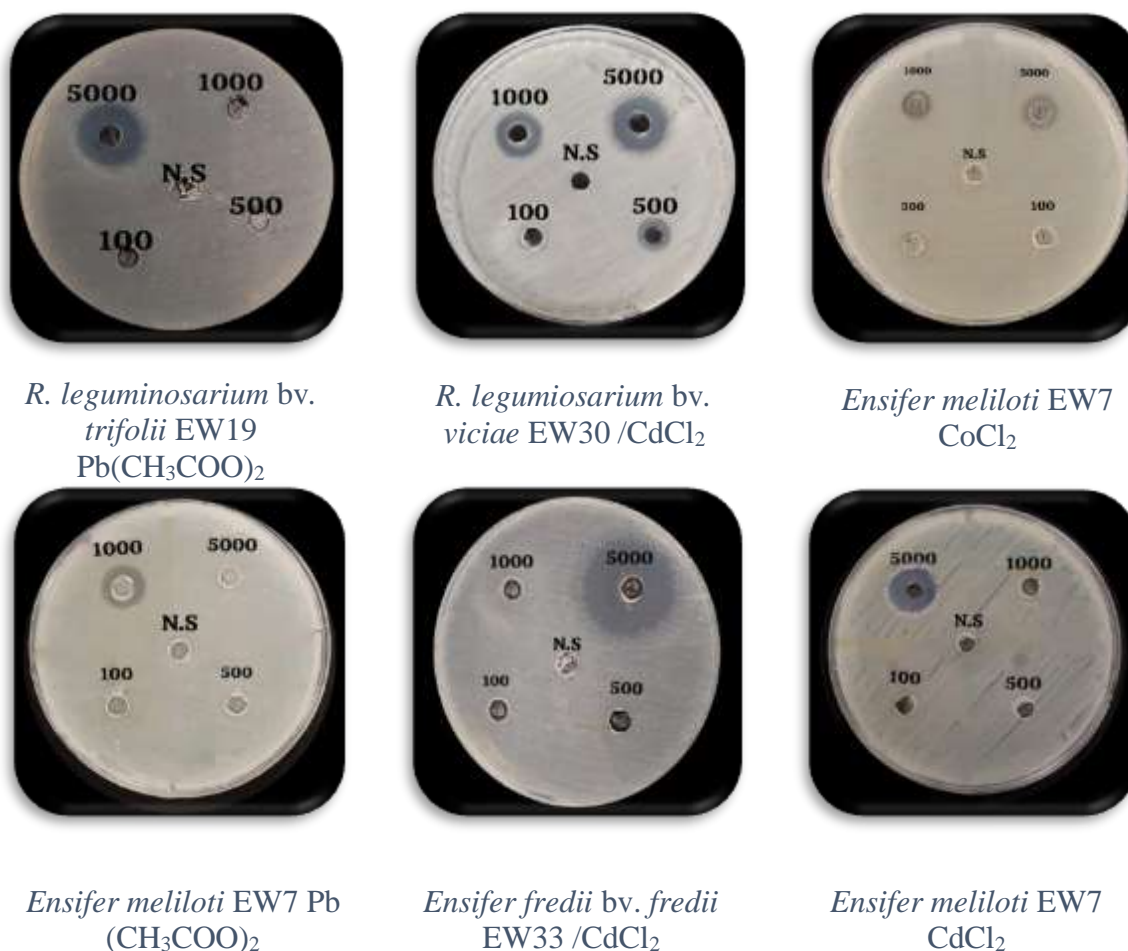 5000
1000
N.S
500
100
1000
5000
N.S
100
500
1000
5000
N.S
100
R. leguminosarium bv.
trifolii EW19
Pb(CH₃COO)₂
R. legumiosarium bv.
viciae EW30 /CdCl₂
Ensifer meliloti EW7
CoCl₂
1000
5000
N.S
100
500
1000
5000
N.S
100
500
5000
1000
N.S
100
500
Ensifer meliloti EW7 Pb
(CH₃COO)₂
Ensifer fredii bv. fredii
EW33 /CdCl₂
Ensifer meliloti EW7
CdCl₂